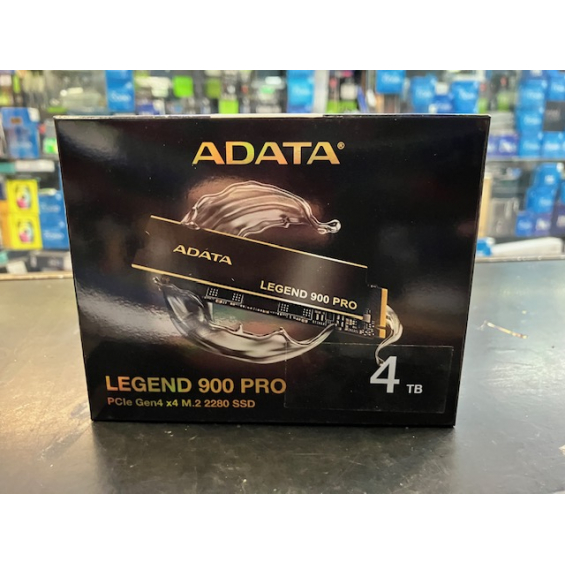 ADATA®
ADATA
LEGEND 900 PRO
LEGEND 900 PRO
PCIe Gen4 x4 M.2 2280 SSD
4 TB